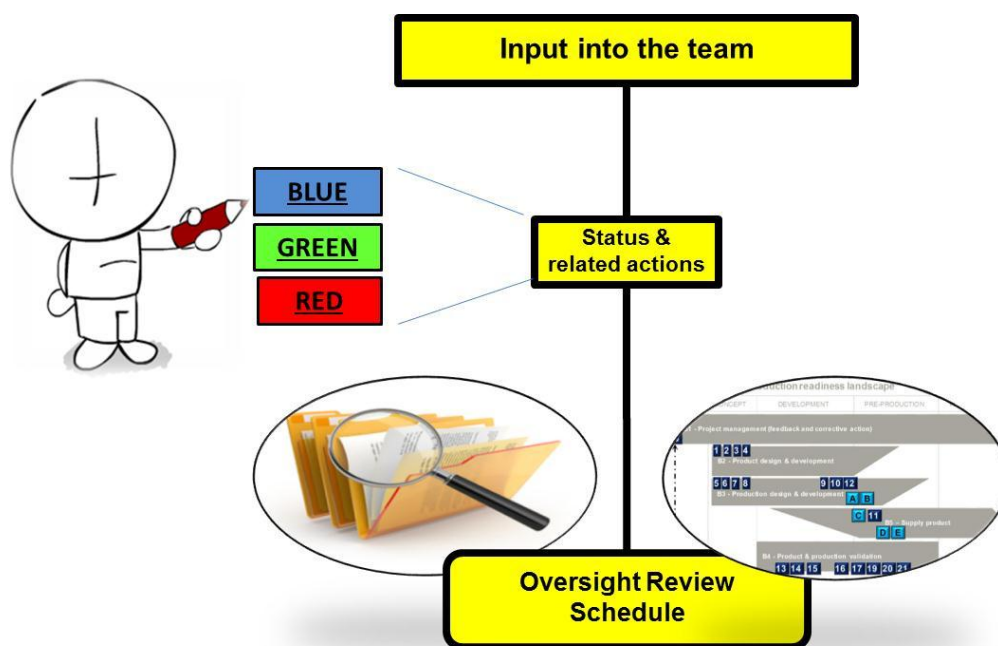 Input into the team
BLUE
GREEN
RED
Status &
related actions
uction readiness landscape
NCEPT DEVELOPMENT PRE-PRODUCTION
- Project management (feedback and corrective action)
1 2 3 4
B2 - Product design & development
5 6 7 8 9 10 12
B3 - Production design & development A B
C 11
B5 – Supply product
D E
B4 - Product & production validation
13 14 15 16 17 19 20 21
Oversight Review
Schedule